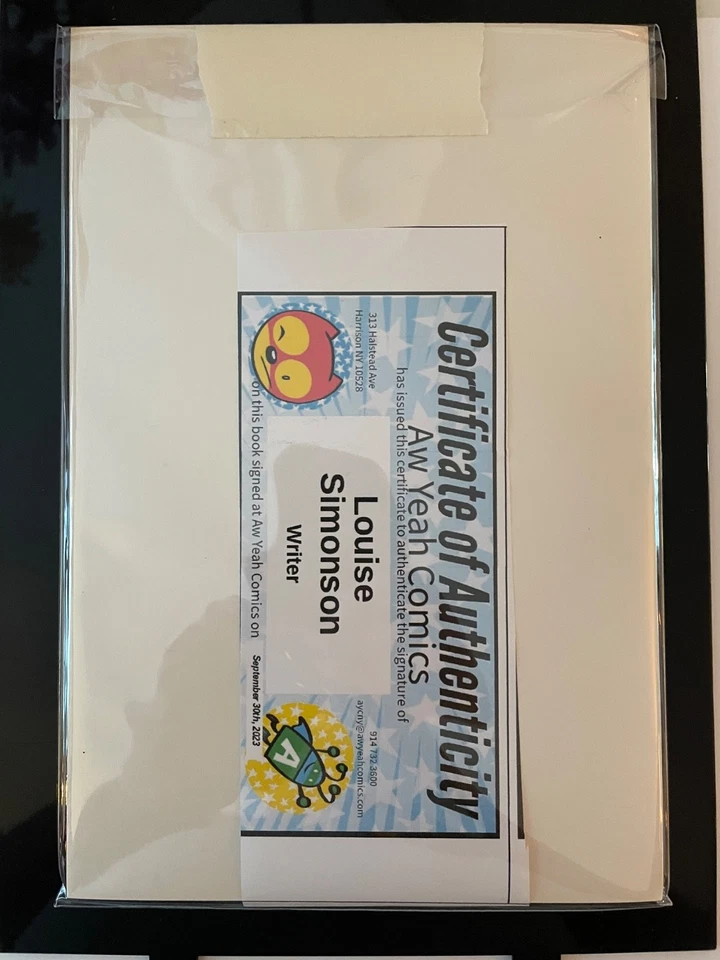 Certificate of Authenticity
Aw Yeah Comics
has issued this certificate to authenticate the signature of
313 Halstead Ave
Harrison NY 10528
914 732 3600
aycny@awyeahcomics.com
Louise
Simonson
Writer
on this book signed at Aw Yeah Comics on
September 30th, 2023
A